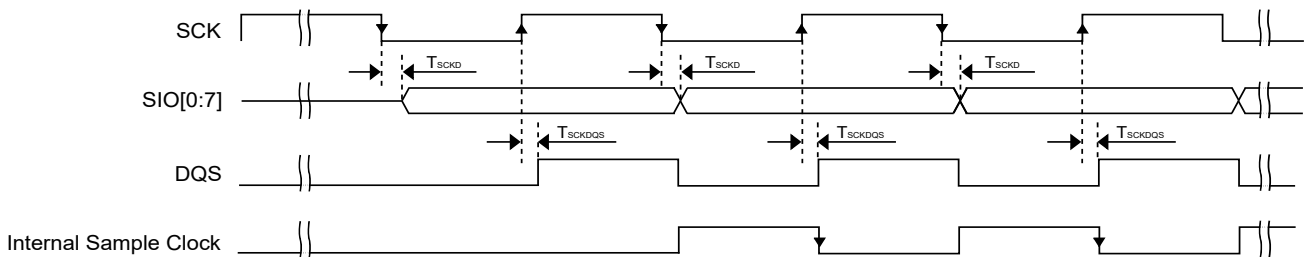 SCK
TSCKD TSCKD TSCKD
SIO[0:7]
TSCKDQS TSCKDQS TSCKDQS
DQS
Internal Sample Clock